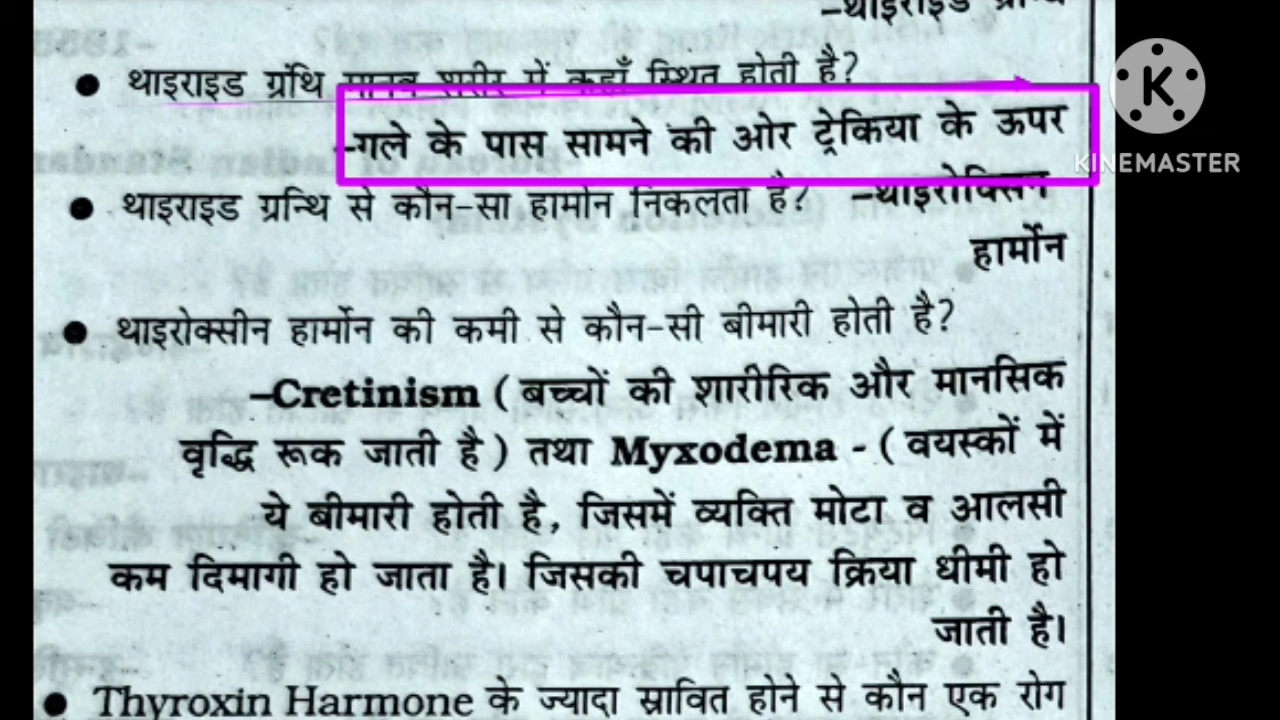 –थाइराइड ग्रंथि
● थाइराइड ग्रंथि मानव शरीर में कहाँ स्थित होती है?
–गले के पास सामने की ओर ट्रेकिया के ऊपर
● थाइराइड ग्रन्थि से कौन-सा हामोन निकलता है? –थाइरोक्सिन
हार्मोन
● थाइरोक्सीन हार्मोन की कमी से कौन-सी बीमारी होती है?
–Cretinism ( बच्चों की शारीरिक और मानसिक
वृद्धि रूक जाती है ) तथा Myxodema - ( वयस्कों में
ये बीमारी होती है, जिसमें व्यक्ति मोटा व आलसी
कम दिमागी हो जाता है। जिसकी चपाचपय क्रिया धीमी हो
जाती है।
● Thyroxin Harmone के ज्यादा स्रावित होने से कौन एक रोग
K
KINEMASTER